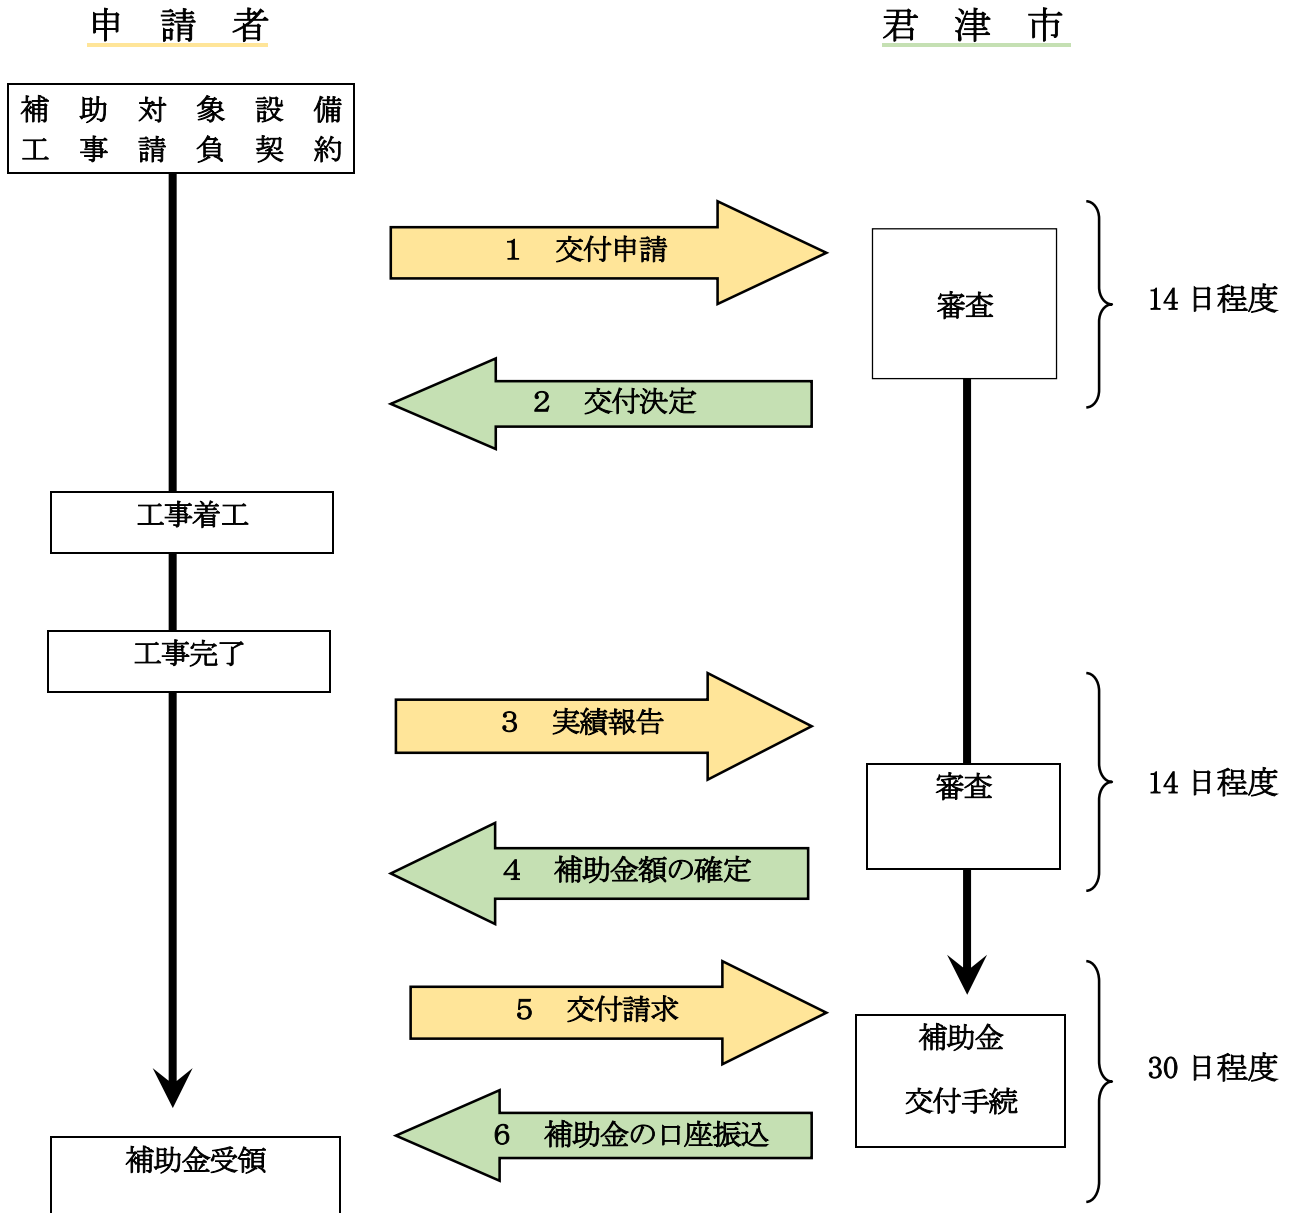 申 請 者
君 津 市
補 助 対 象 設 備
工 事 請 負 契 約
1 交付申請
審査
14 日程度
2 交付決定
工事着工
工事完了
3 実績報告
審査
14 日程度
4 補助金額の確定
5 交付請求
補助金
交付手続
30 日程度
6 補助金の口座振込
補助金受領